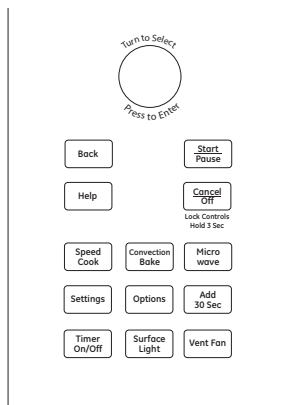 Turn to Select
Press to Enter
Back
Start
Pause
Help
Cancel
Off
Lock Controls
Hold 3 Sec
Speed
Cook
Convection
Bake
Micro
wave
Settings
Options
Add
30 Sec
Timer
On/Off
Surface
Light
Vent Fan